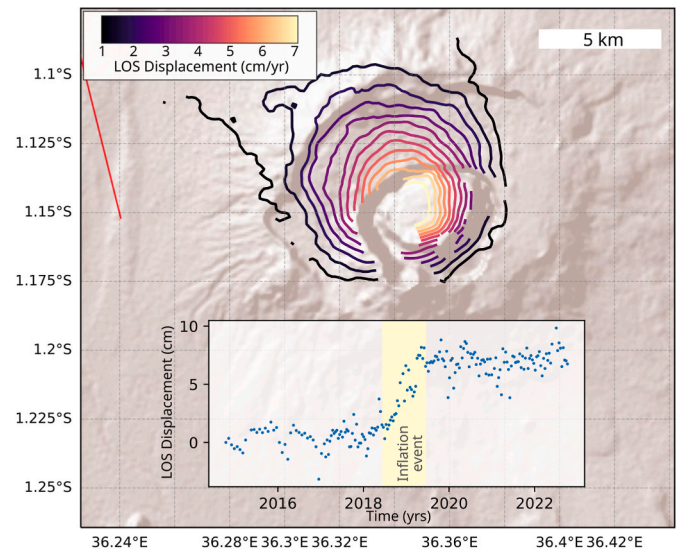 1 2 3 4 5 6 7
LOS Displacement (cm/yr)
5 km
1.1°S
1.125°S
1.15°S
1.175°S
1.2°S
1.225°S
1.25°S
10
5
0
LOS Displacement (cm)
Inflation
event
2016 2018 2020 2022
Time (yrs)
36.24°E 36.28°E 36.3°E 36.32°E 36.36°E 36.4°E 36.42°E